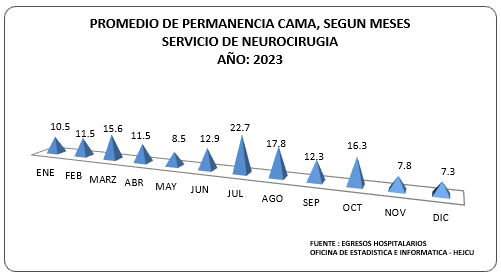 PROMEDIO DE PERMANENCIA CAMA, SEGUN MESES
SERVICIO DE NEUROCIRUGIA
AÑO: 2023
10.5 11.5 15.6 11.5 8.5 12.9 22.7 17.8 12.3 16.3 7.8 7.3
ENE FEB MARZ ABR MAY JUN JUL AGO SEP OCT NOV DIC
FUENTE : EGRESOS HOSPITALARIOS
OFICINA DE ESTADISTICA E INFORMATICA - HEJCU